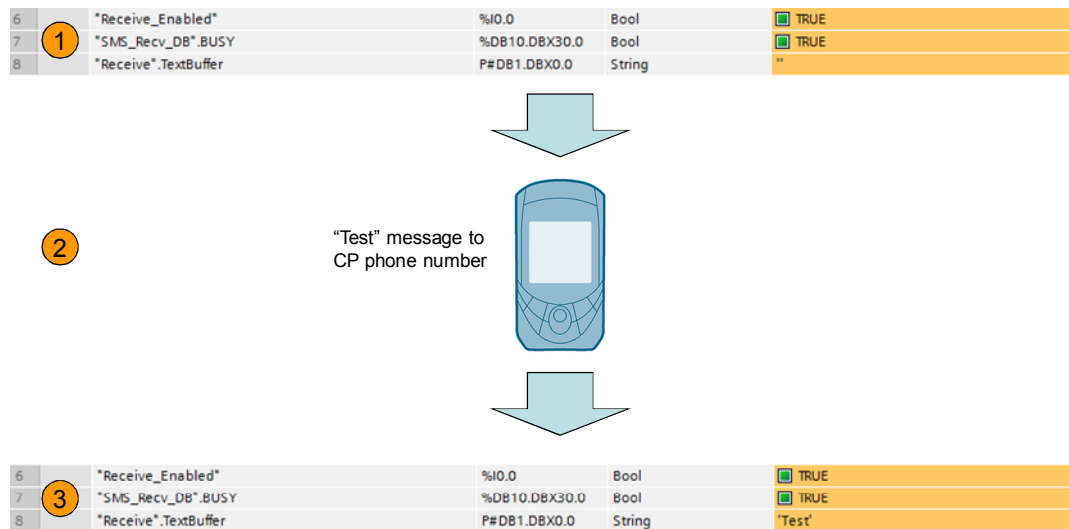 6 "Receive_Enabled" %I0.0 Bool TRUE
1
7 "SMS_Recv_DB".BUSY %DB10.DBX30.0 Bool TRUE
8 "Receive".TextBuffer P#DB1.DBX0.0 String ''
2
“Test” message to
CP phone number
6 "Receive_Enabled" %I0.0 Bool TRUE
3
7 "SMS_Recv_DB".BUSY %DB10.DBX30.0 Bool TRUE
8 "Receive".TextBuffer P#DB1.DBX0.0 String 'Test'